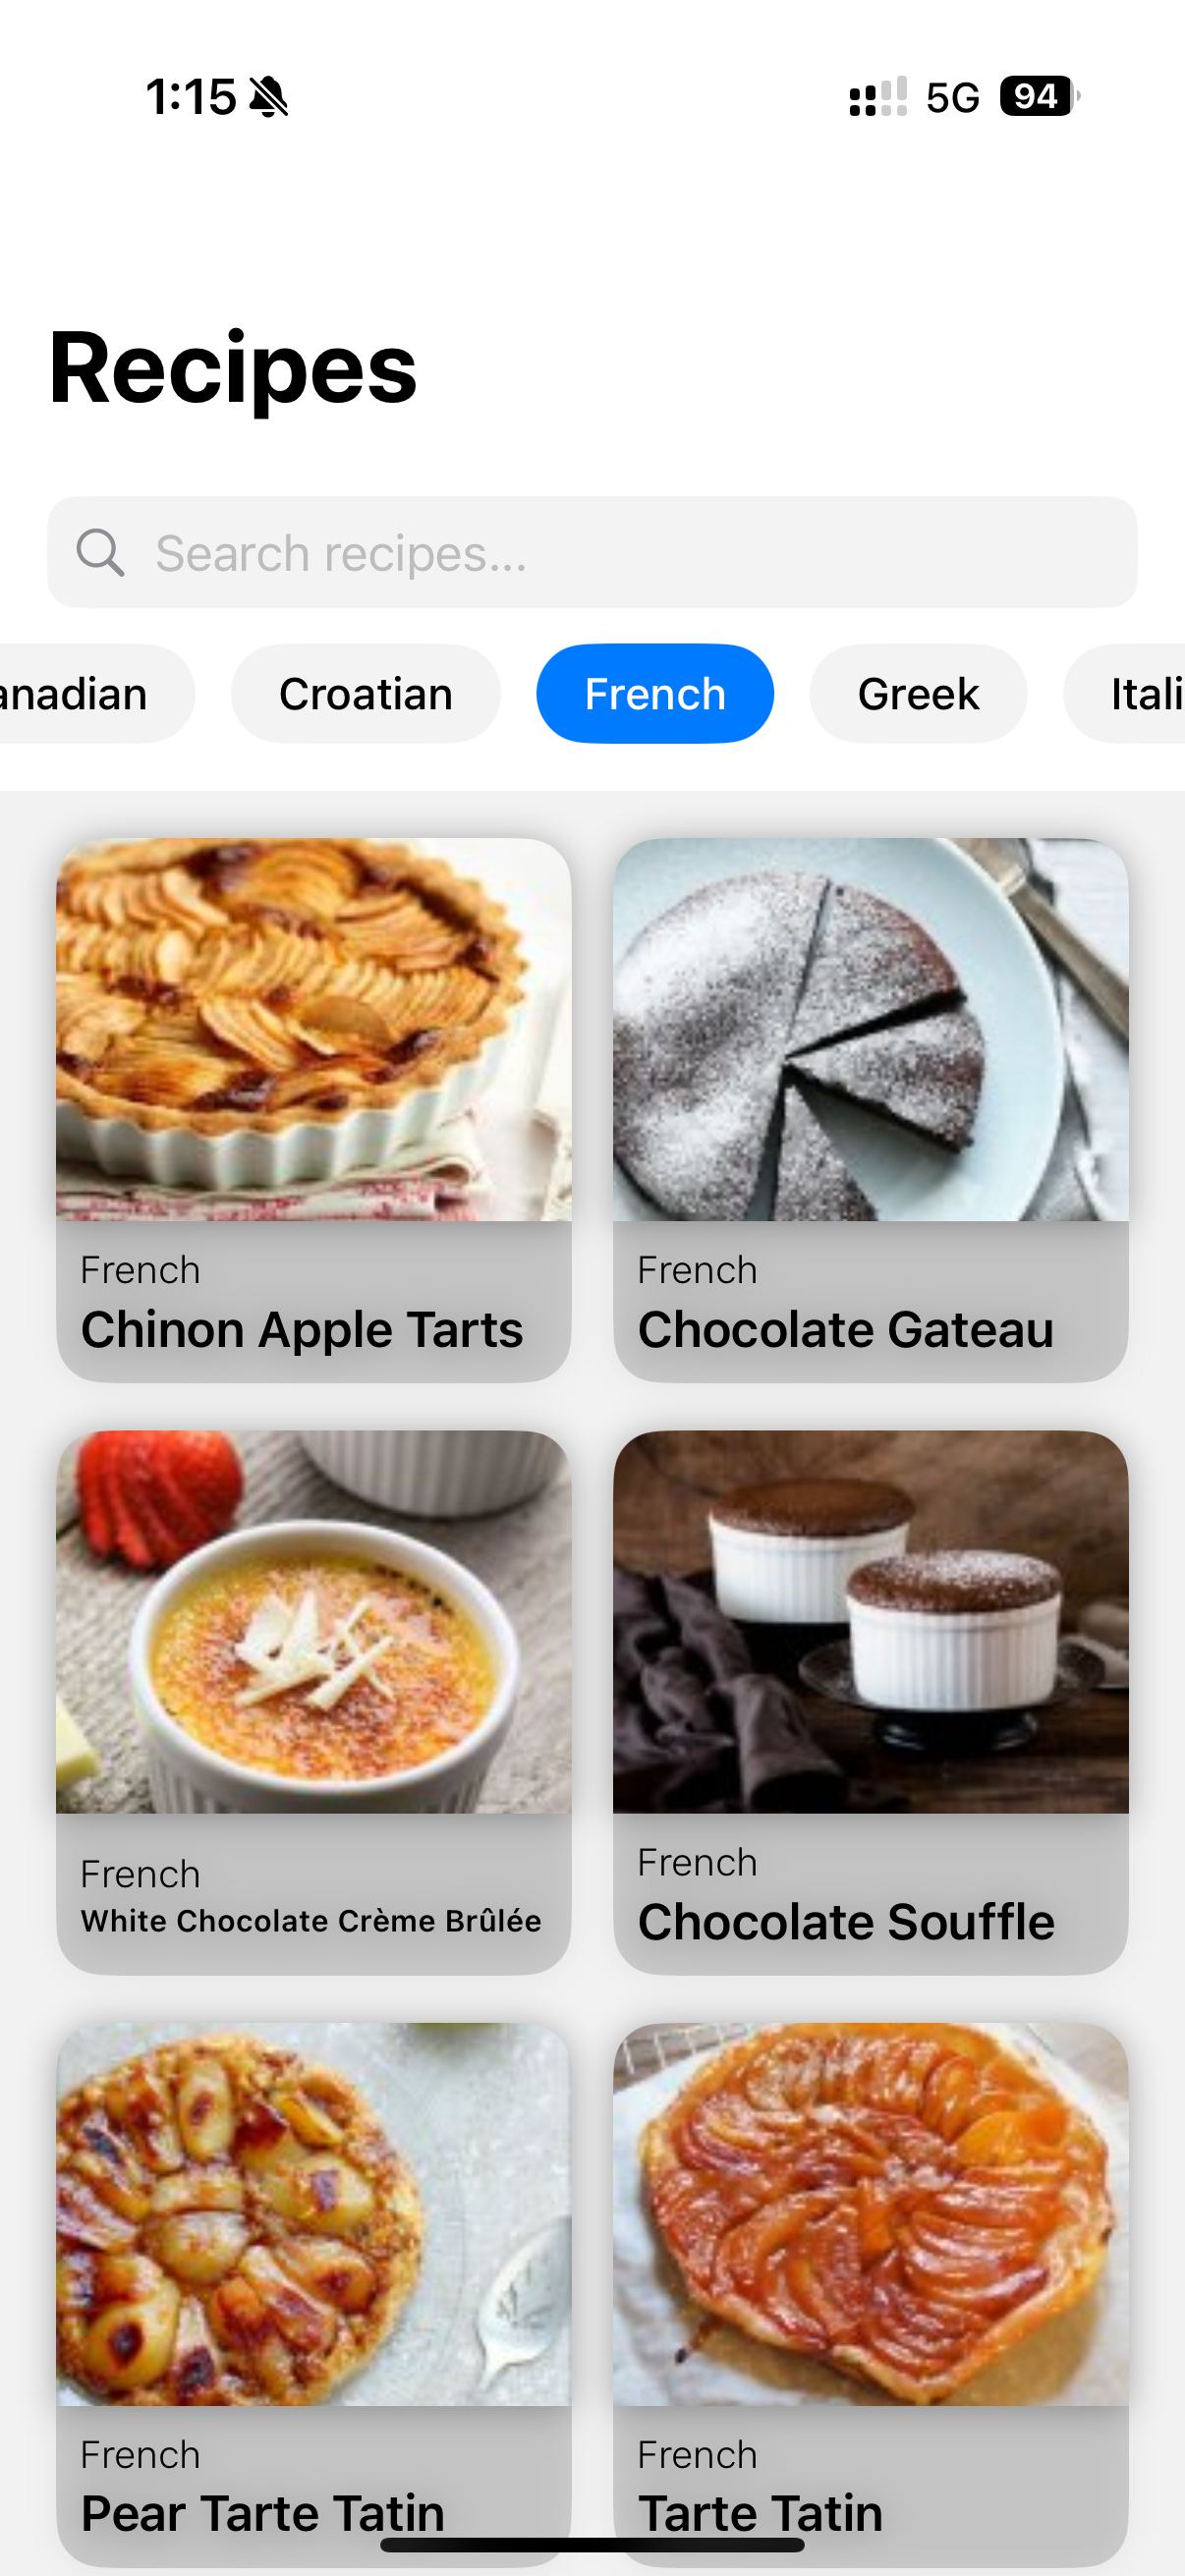 1:15
5G 94
Recipes
Search recipes...
anadian Croatian French Greek Itali
French
Chinon Apple Tarts
French
Chocolate Gateau
French
White Chocolate Crème Brûlée
French
Chocolate Souffle
French
Pear Tarte Tatin
French
Tarte Tatin